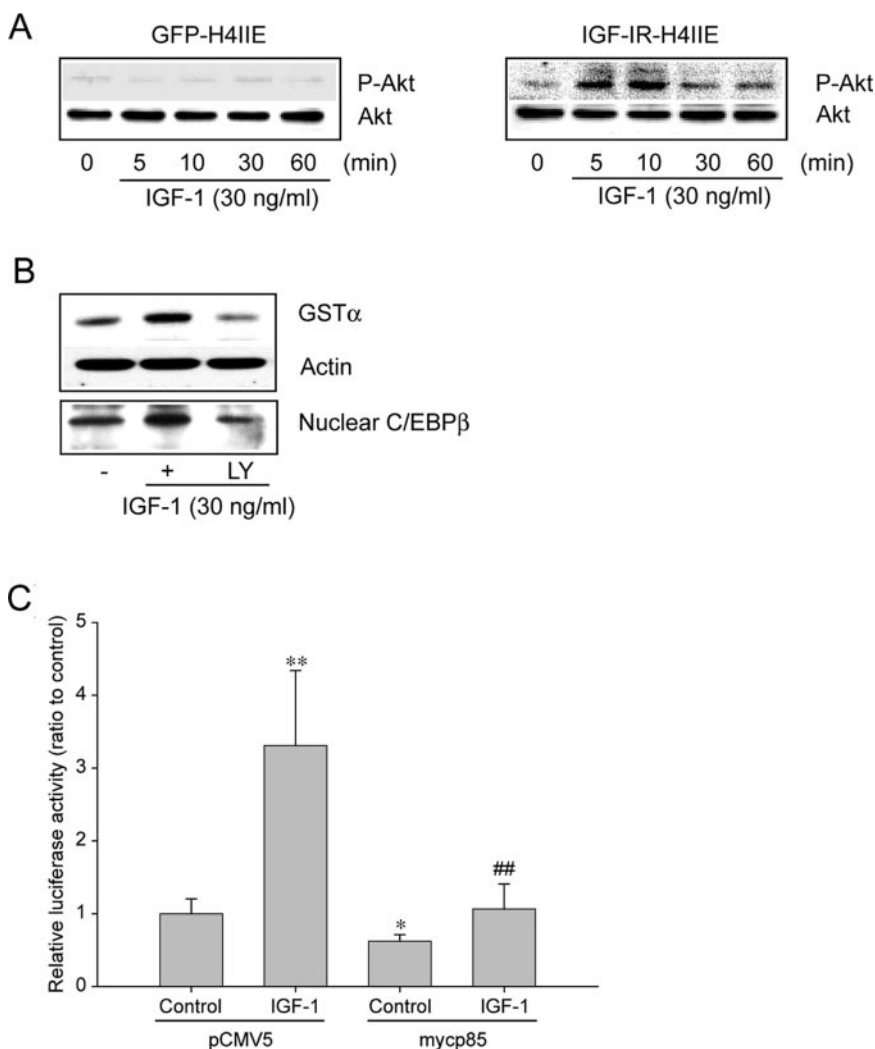 A
GFP-H4IIE
P-Akt
Akt
0 5 10 30 60 (min)
IGF-1 (30 ng/ml)
IGF-IR-H4IIE
P-Akt
Akt
0 5 10 30 60 (min)
IGF-1 (30 ng/ml)
B
GSTα
Actin
Nuclear C/EBPβ
- + LY
IGF-1 (30 ng/ml)
C
Relative luciferase activity (ratio to control)
5
4
3
2
1
0
**
*
##
Control IGF-1 Control IGF-1
pCMV5 mycp85